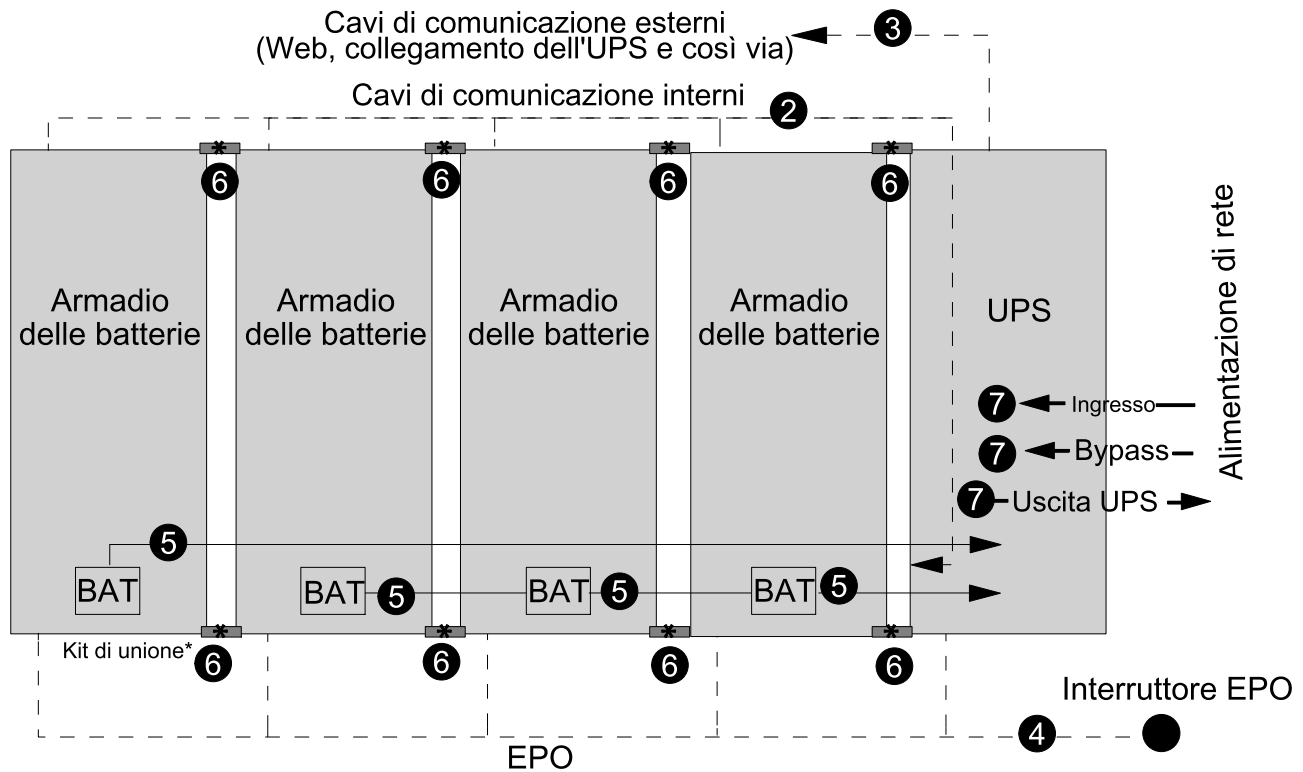 Cavi di comunicazione esterni
(Web, collegamento dell'UPS e così via)
3
Cavi di comunicazione interni
2
* * * *
6 6 6 6
Armadio
delle batterie
Armadio
delle batterie
Armadio
delle batterie
Armadio
delle batterie
UPS
Alimentazione di rete
7 Ingresso
7 Bypass
7 Uscita UPS
5
BAT
BAT 5
BAT 5
BAT 5
* * * *
Kit di unione*
6 6 6 6
Interruttore EPO
4
EPO